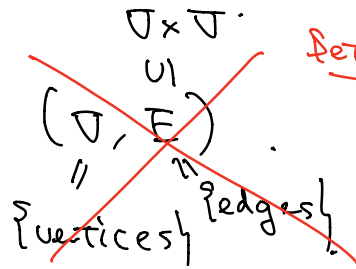 V × V
∪|
(V, E)
|| ||
{vertices} {edges}